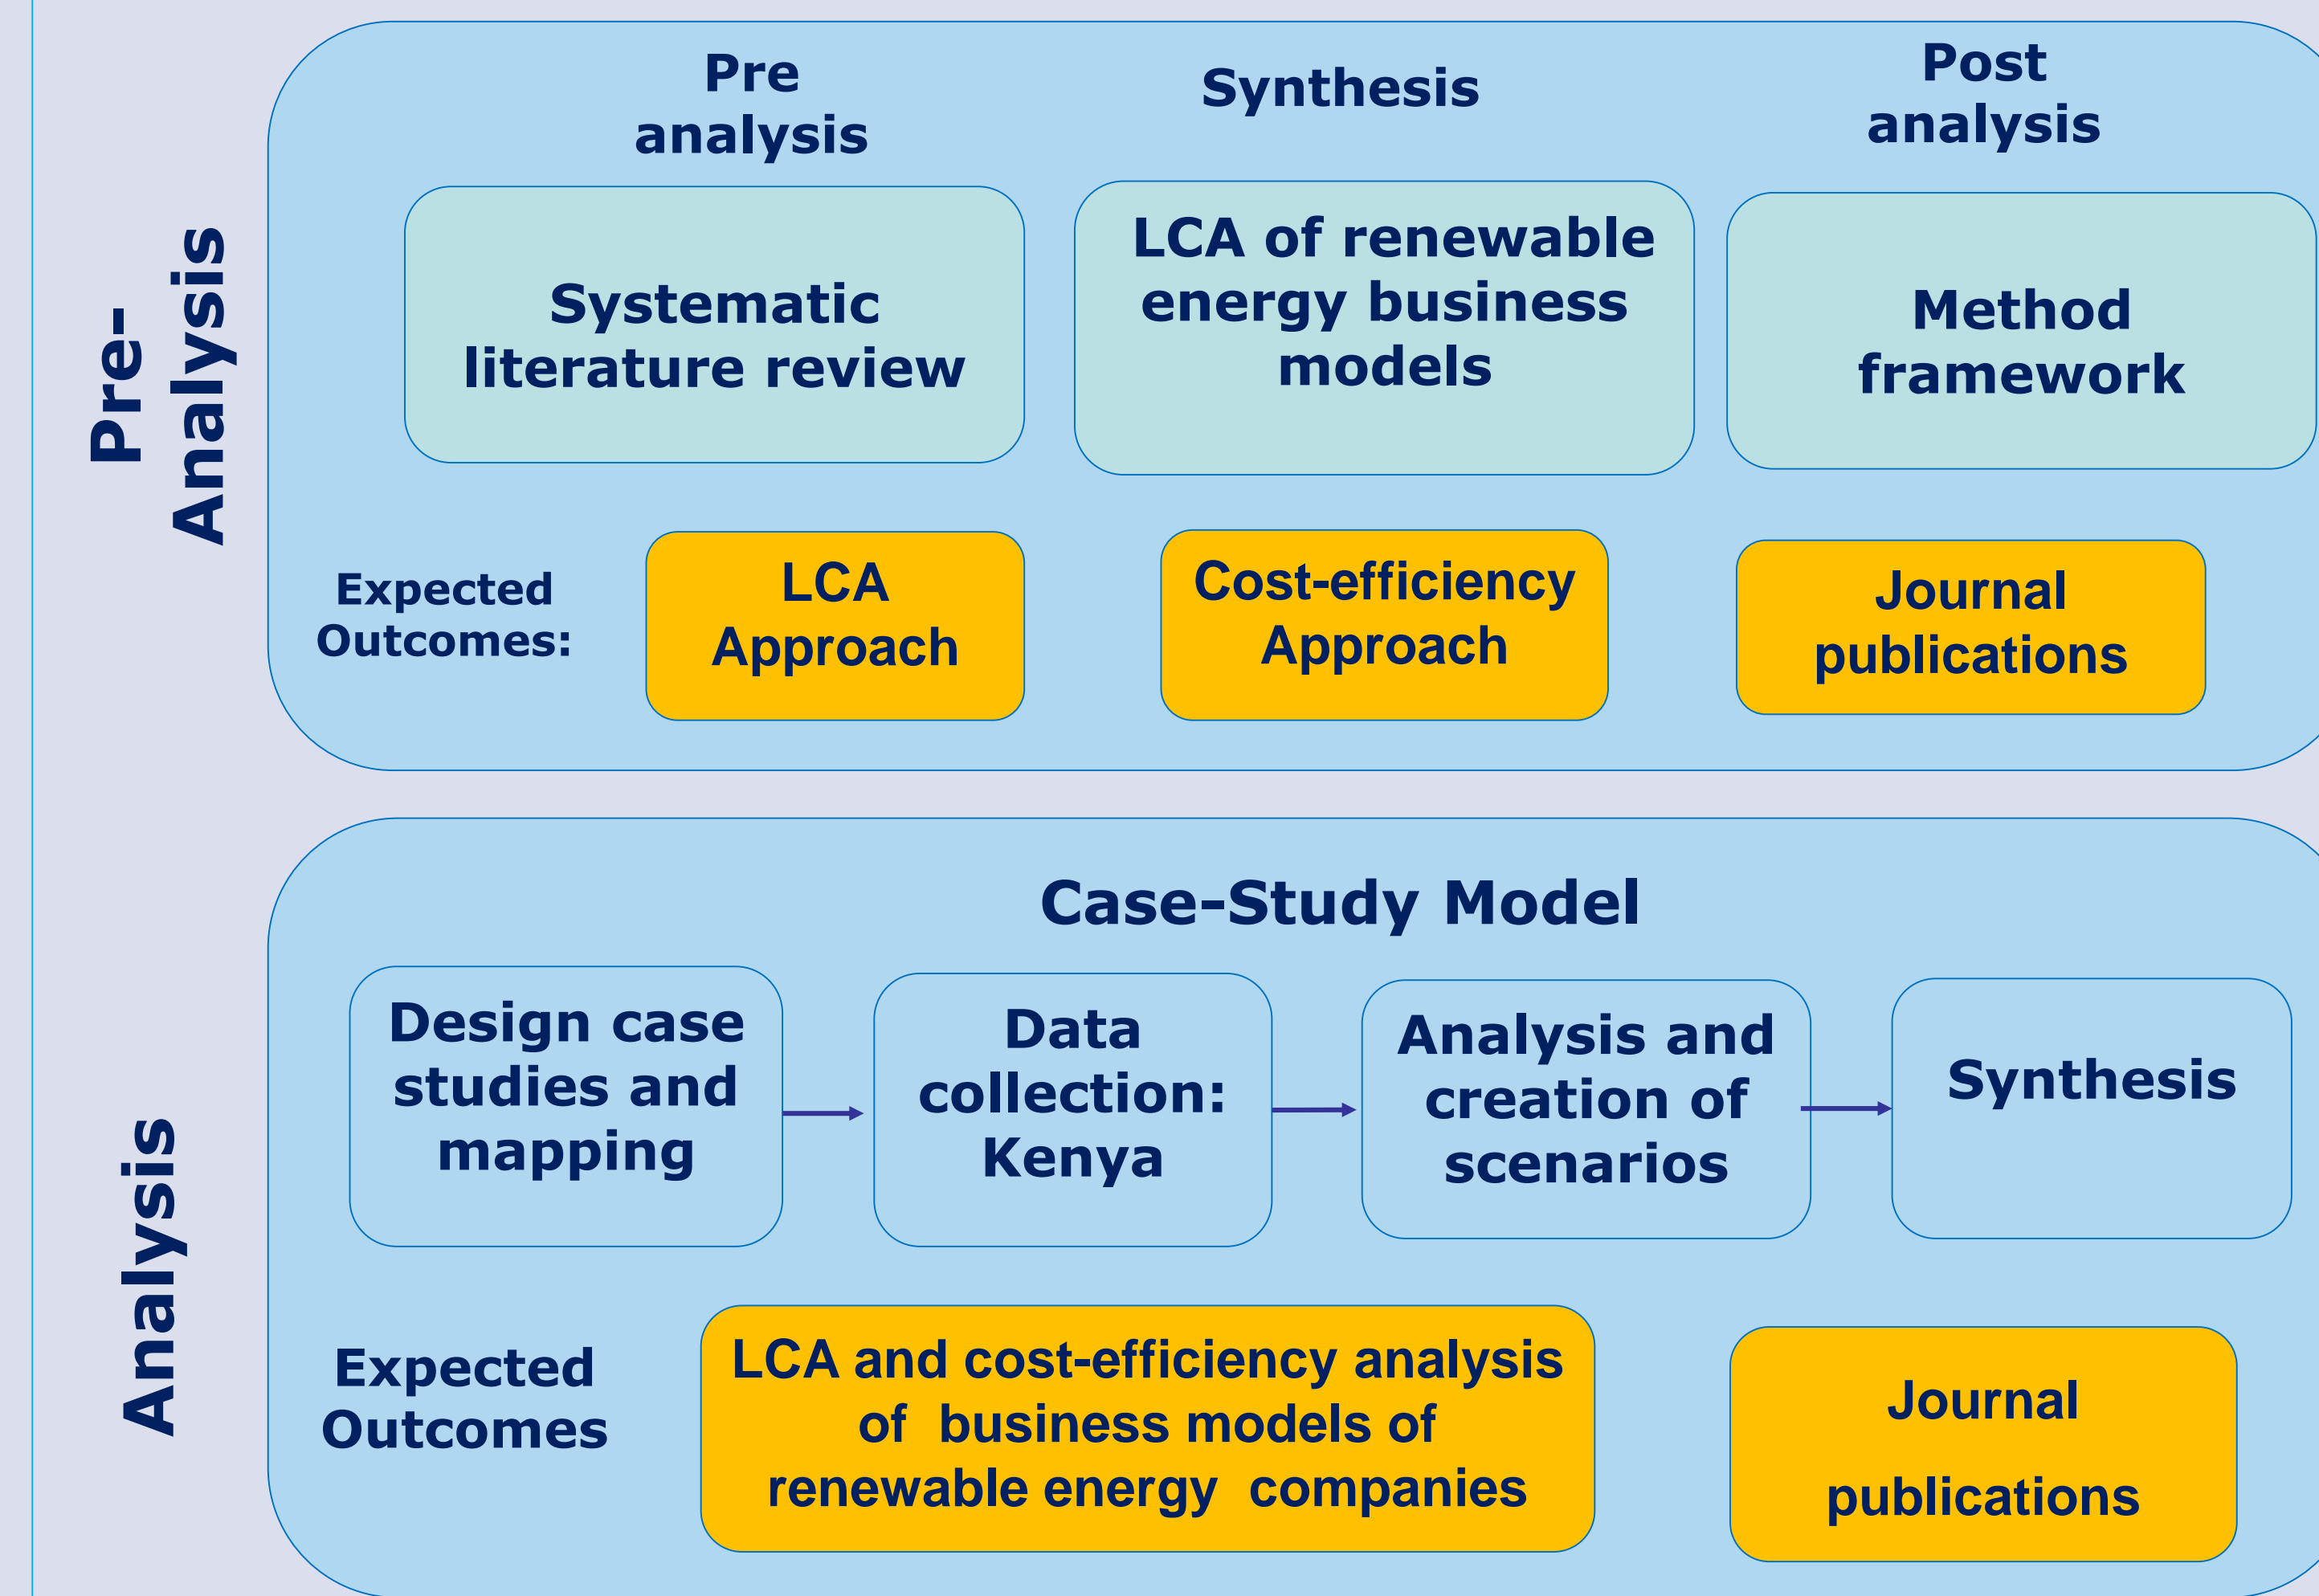 Pre-
Analysis
Pre
analysis
Synthesis
Post
analysis
Systematic
literature review
LCA of renewable
energy business
models
Method
framework
Expected
Outcomes:
LCA
Approach
Cost-efficiency
Approach
Journal
publications
Analysis
Case-Study Model
Design case
studies and
mapping
Data
collection:
Kenya
Analysis and
creation of
scenarios
Synthesis
Expected
Outcomes
LCA and cost-efficiency analysis
of business models of
renewable energy companies
Journal
publications